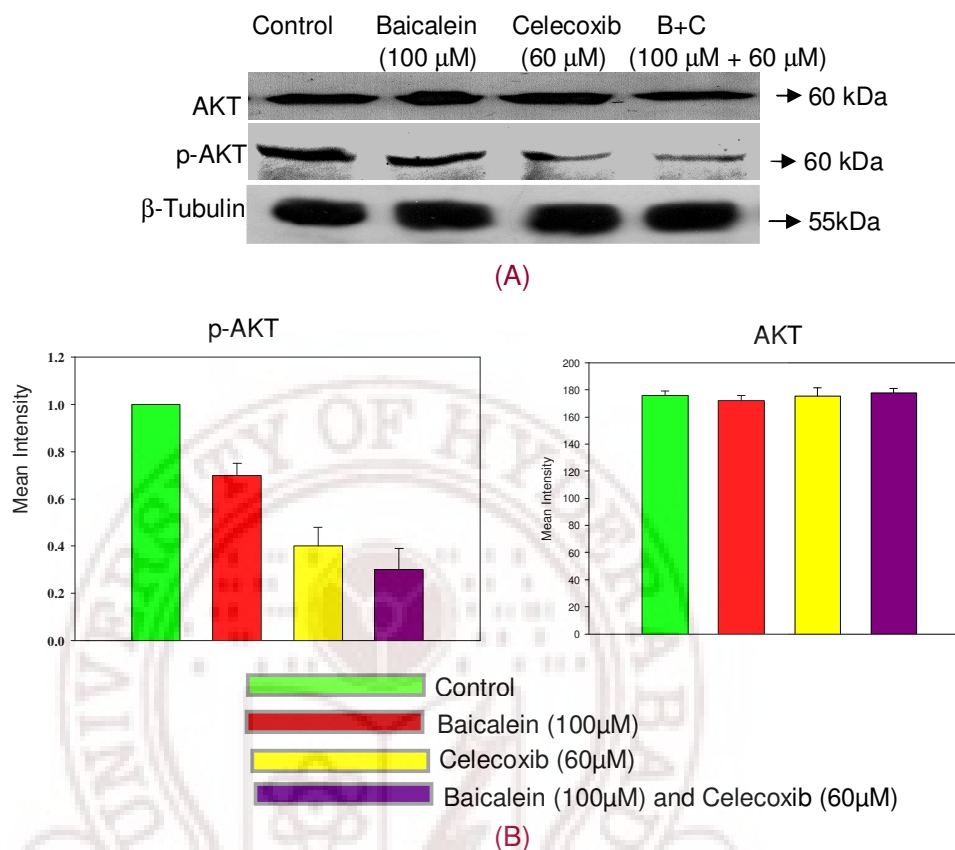 Control Baicalein Celecoxib B+C
(100 µM) (60 µM) (100 µM + 60 µM)
AKT → 60 kDa
p-AKT → 60 kDa
β-Tubulin → 55kDa
(A)
p-AKT
Mean Intensity
1.2
1.0
0.8
0.6
0.4
0.2
0.0
AKT
Mean Intensity
200
180
160
140
120
100
80
60
40
20
0
UNIVERSITY OF HYDERABAD
Control
Baicalein (100µM)
Celecoxib (60µM)
Baicalein (100µM) and Celecoxib (60µM)
(B)